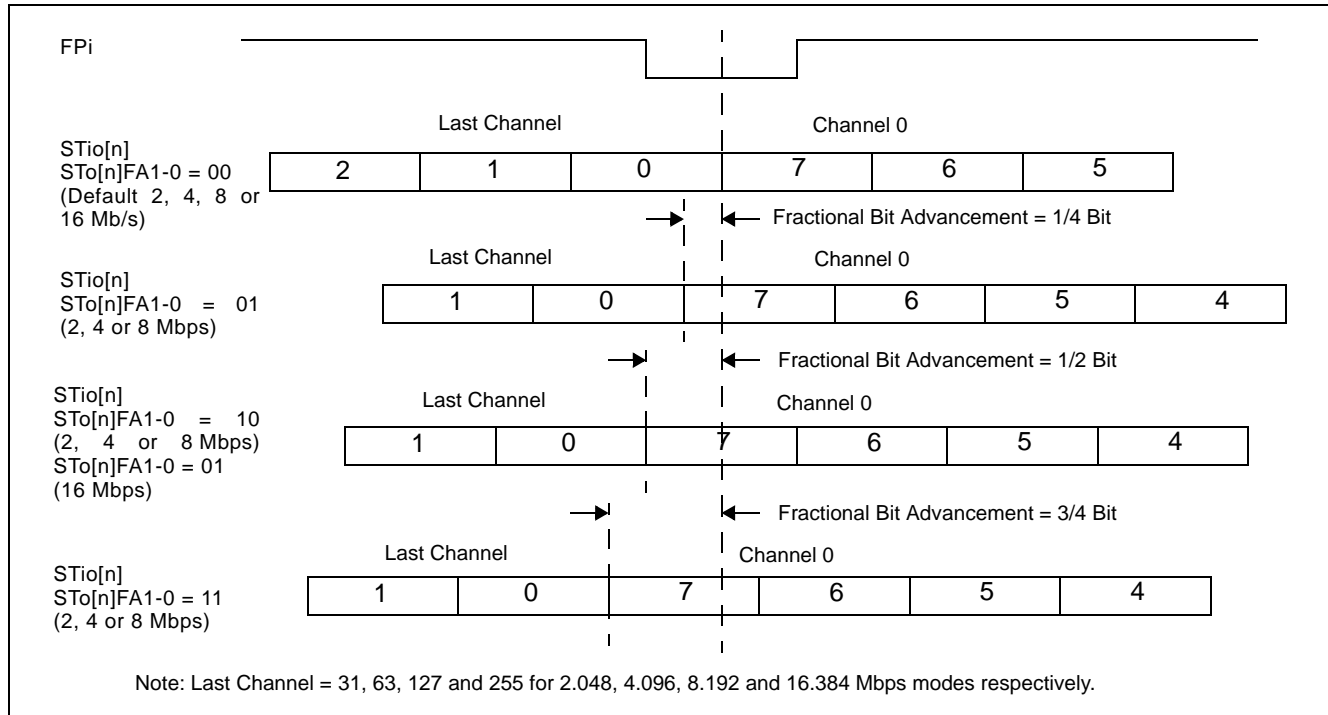 FPi
Last Channel
Channel 0
STio[n]
STo[n]FA1-0 = 00
(Default 2, 4, 8 or
16 Mb/s)
2 1 0 7 6 5
Fractional Bit Advancement = 1/4 Bit
Last Channel
Channel 0
STio[n]
STo[n]FA1-0 = 01
(2, 4 or 8 Mbps)
1 0 7 6 5 4
Fractional Bit Advancement = 1/2 Bit
Last Channel
Channel 0
STio[n]
STo[n]FA1-0 = 10
(2, 4 or 8 Mbps)
STo[n]FA1-0 = 01
(16 Mbps)
1 0 7 6 5 4
Fractional Bit Advancement = 3/4 Bit
Last Channel
Channel 0
STio[n]
STo[n]FA1-0 = 11
(2, 4 or 8 Mbps)
1 0 7 6 5 4
Note: Last Channel = 31, 63, 127 and 255 for 2.048, 4.096, 8.192 and 16.384 Mbps modes respectively.